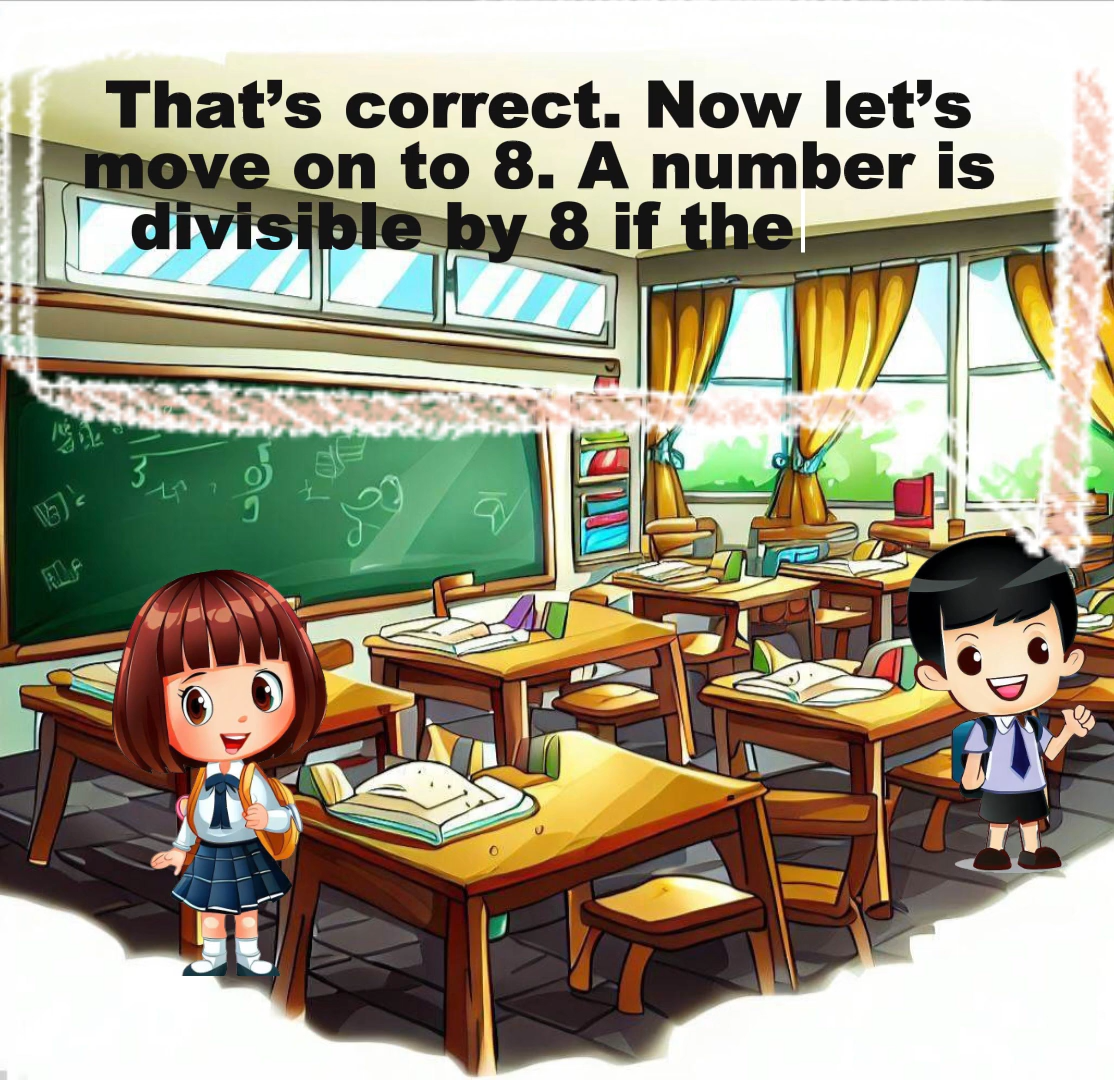 That's correct. Now let's
move on to 8. A number is
divisible by 8 if the